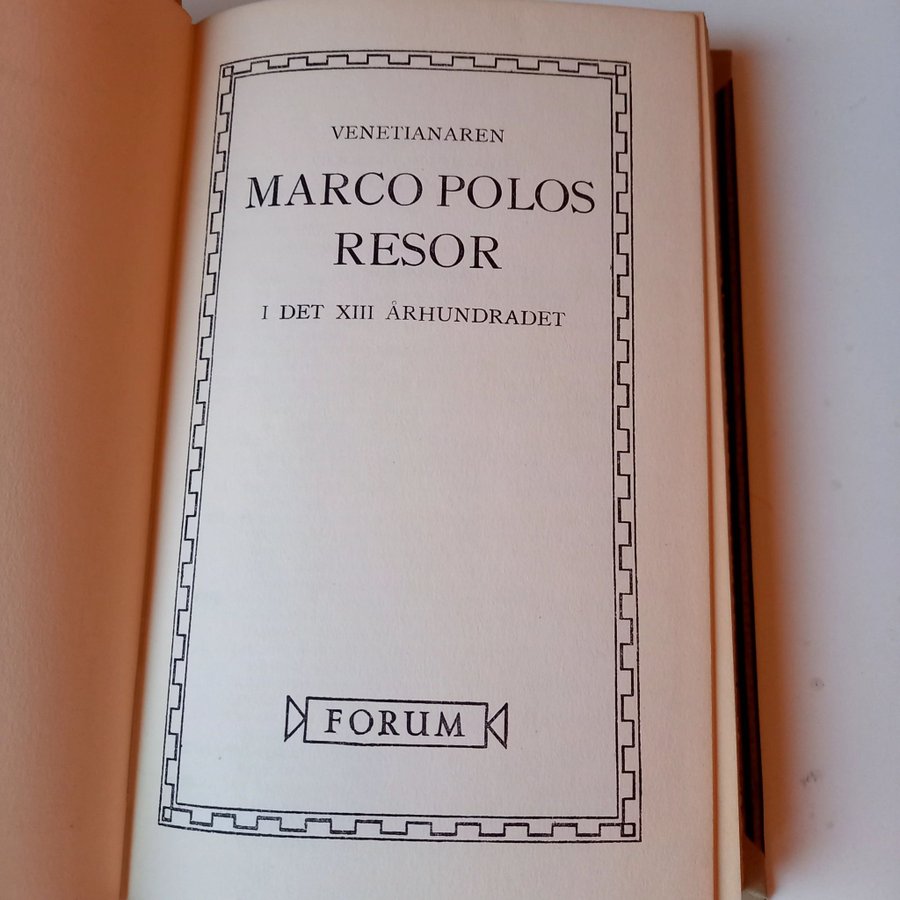 VENETIANAREN
MARCO POLOS
RESOR
I DET XIII ÅRHUNDRADET
FORUM